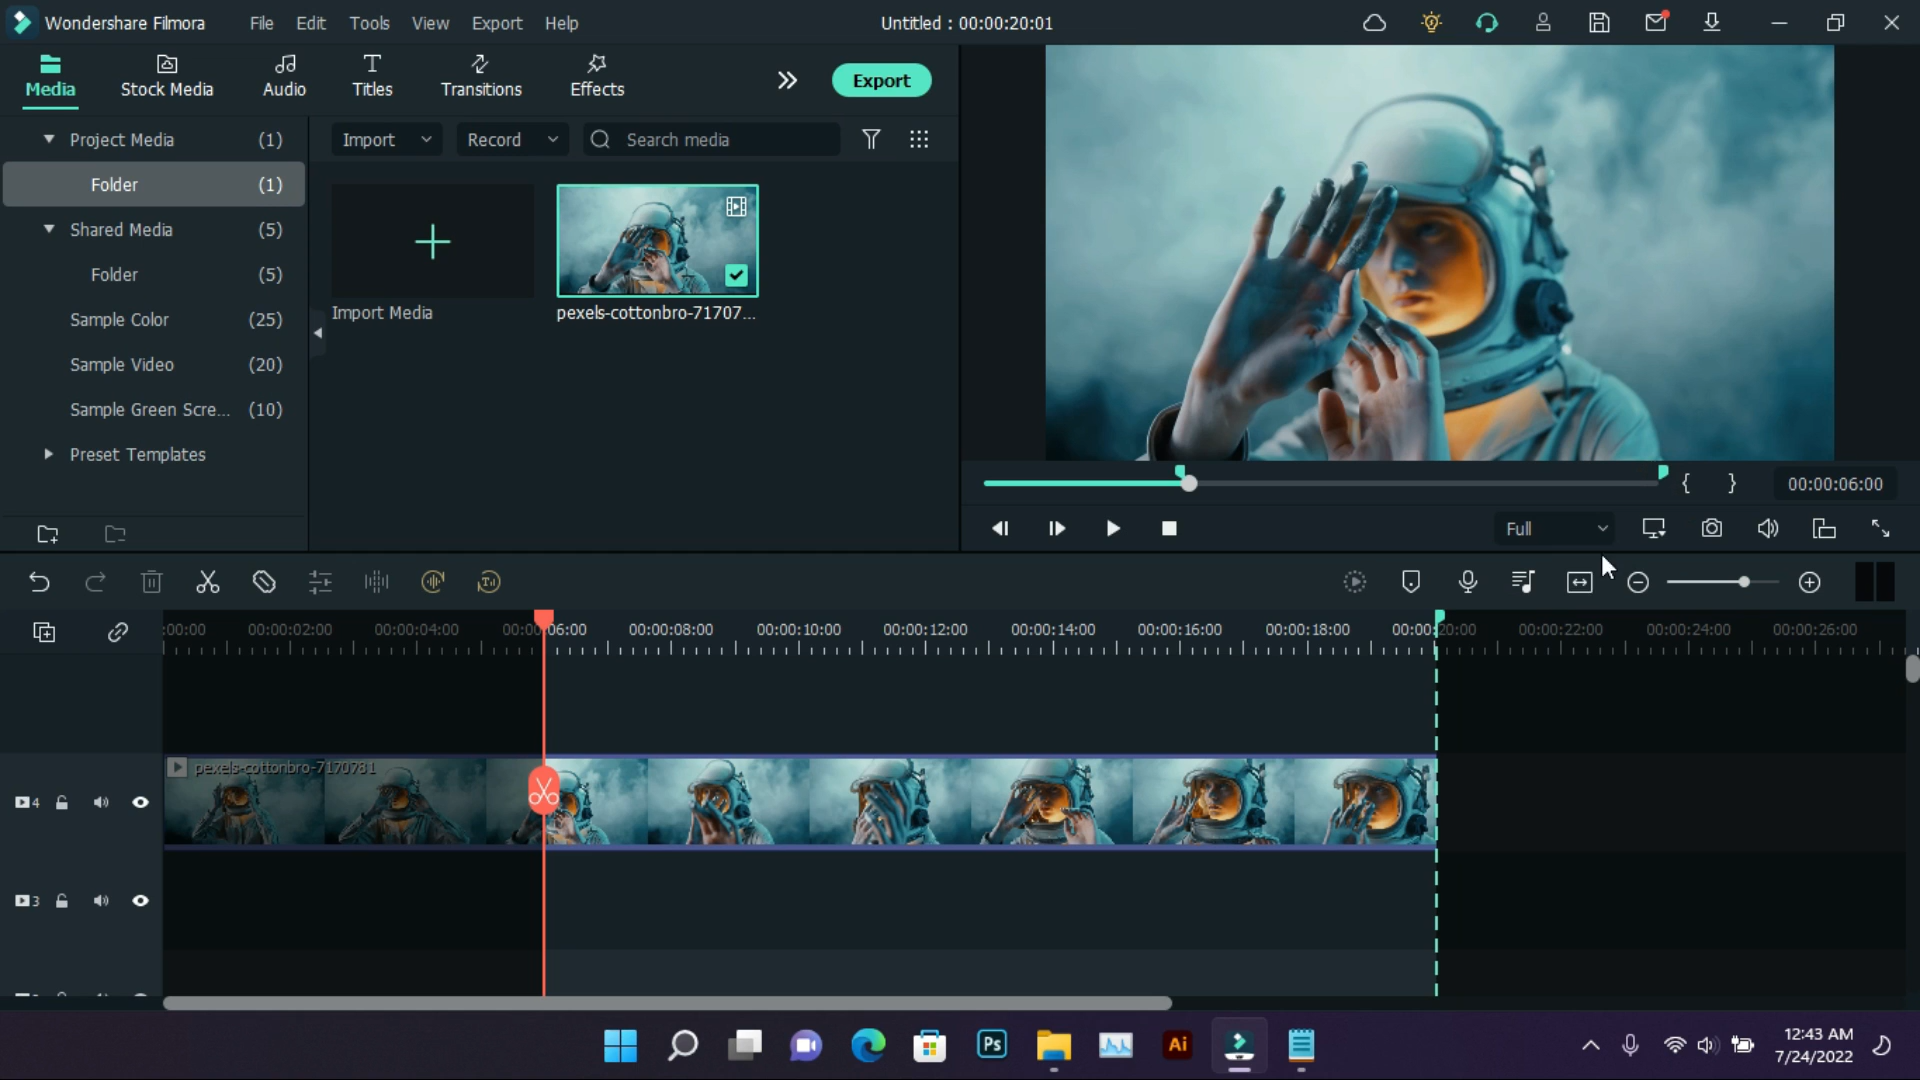 Wondershare Filmora File Edit Tools View Export Help Untitled : 00:00:20:01
Media Stock Media Audio Titles Transitions Effects Export
Project Media (1)
Folder (1)
Shared Media (5)
Folder (5)
Sample Color (25)
Sample Video (20)
Sample Green Scre... (10)
Preset Templates
Import Record Search media
Import Media pexels-cottonbro-71707...
{ } 00:00:06:00
Full
:00:00 00:00:02:00 00:00:04:00 00:00:06:00 00:00:08:00 00:00:10:00 00:00:12:00 00:00:14:00 00:00:16:00 00:00:18:00 00:00:20:00 00:00:22:00 00:00:24:00 00:00:26:00
pexels-cottonbro-7170781
4
3
Ps Ai
12:43 AM
7/24/2022